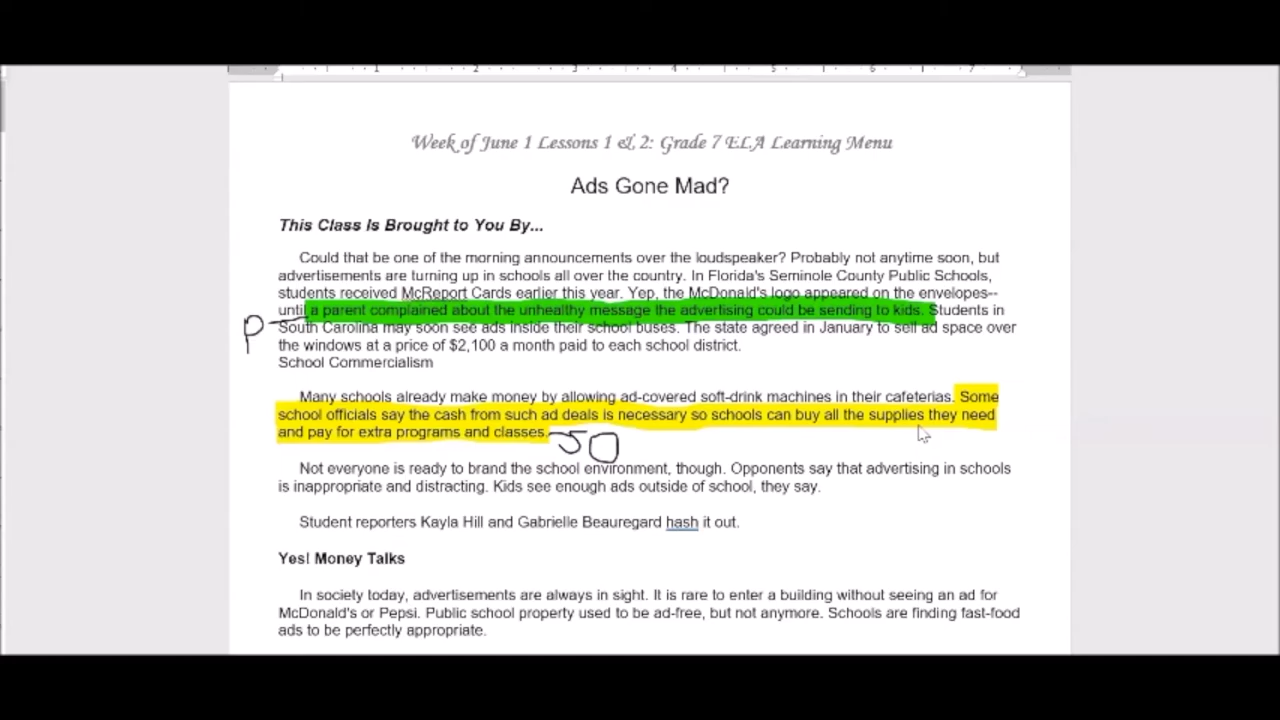 1 2 3 4 5 6 7
Week of June 1 Lessons 1 & 2: Grade 7 ELA Learning Menu
Ads Gone Mad?
This Class Is Brought to You By...
Could that be one of the morning announcements over the loudspeaker? Probably not anytime soon, but
advertisements are turning up in schools all over the country. In Florida's Seminole County Public Schools,
students received McReport Cards earlier this year. Yep, the McDonald's logo appeared on the envelopes--
until a parent complained about the unhealthy message the advertising could be sending to kids. Students in
P
South Carolina may soon see ads inside their school buses. The state agreed in January to sell ad space over
the windows at a price of $2,100 a month paid to each school district.
School Commercialism
Many schools already make money by allowing ad-covered soft-drink machines in their cafeterias. Some
school officials say the cash from such ad deals is necessary so schools can buy all the supplies they need
and pay for extra programs and classes. SO
Not everyone is ready to brand the school environment, though. Opponents say that advertising in schools
is inappropriate and distracting. Kids see enough ads outside of school, they say.
Student reporters Kayla Hill and Gabrielle Beauregard hash it out.
Yes! Money Talks
In society today, advertisements are always in sight. It is rare to enter a building without seeing an ad for
McDonald's or Pepsi. Public school property used to be ad-free, but not anymore. Schools are finding fast-food
ads to be perfectly appropriate.